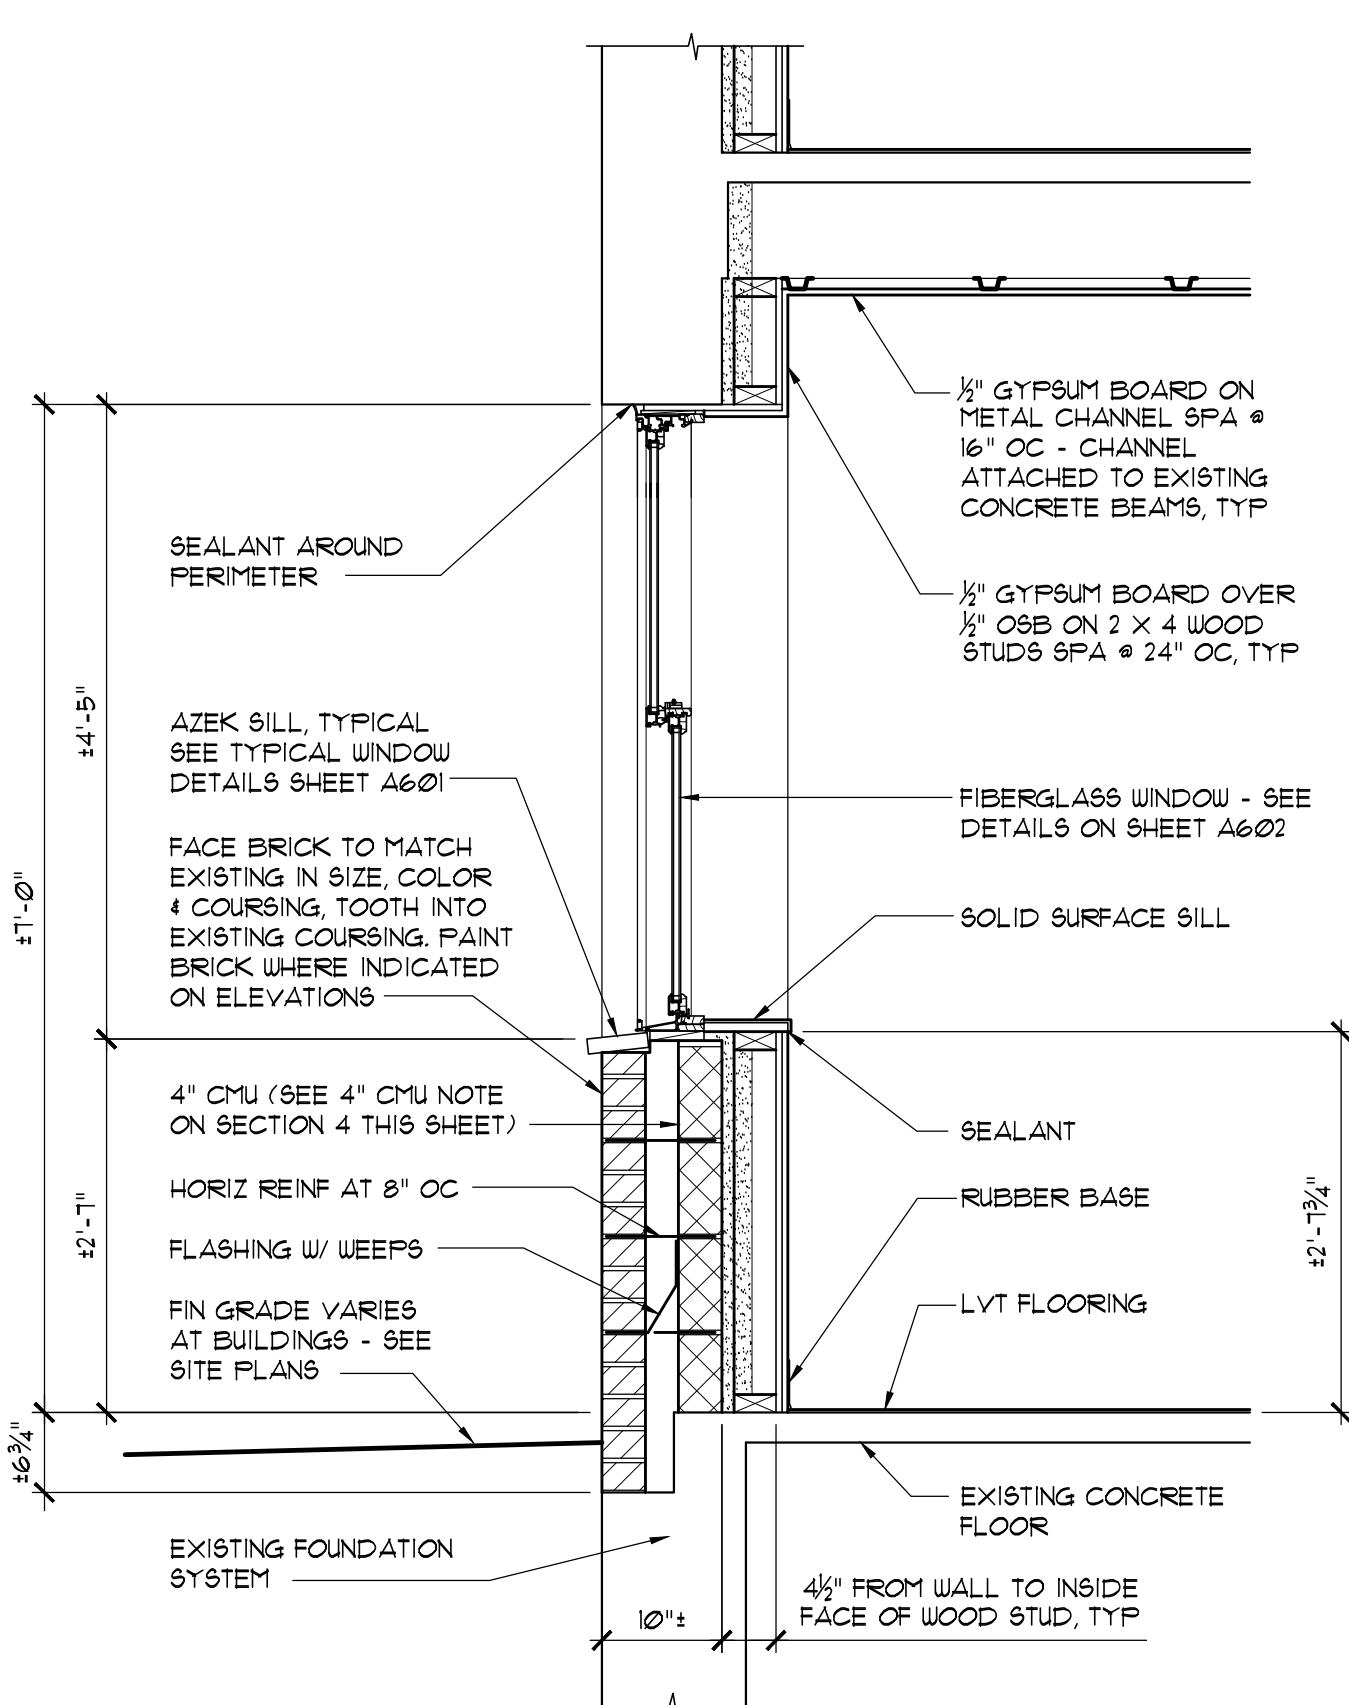 ½" GYPSUM BOARD ON
METAL CHANNEL SPA @
16" OC - CHANNEL
ATTACHED TO EXISTING
CONCRETE BEAMS, TYP
SEALANT AROUND
PERIMETER
½" GYPSUM BOARD OVER
½" OSB ON 2 X 4 WOOD
STUDS SPA @ 24" OC, TYP
±4'-5"
AZEK SILL, TYPICAL
SEE TYPICAL WINDOW
DETAILS SHEET A601
FIBERGLASS WINDOW - SEE
DETAILS ON SHEET A602
±7'-0"
FACE BRICK TO MATCH
EXISTING IN SIZE, COLOR
& COURSING, TOOTH INTO
EXISTING COURSING. PAINT
BRICK WHERE INDICATED
ON ELEVATIONS
SOLID SURFACE SILL
4" CMU (SEE 4" CMU NOTE
ON SECTION 4 THIS SHEET)
SEALANT
±2'-7"
HORIZ REINF AT 8" OC
RUBBER BASE
±2'-7¾"
FLASHING W/ WEEPS
FIN GRADE VARIES
AT BUILDINGS - SEE
SITE PLANS
LVT FLOORING
±6¾"
EXISTING CONCRETE
FLOOR
EXISTING FOUNDATION
SYSTEM
10"±
4½" FROM WALL TO INSIDE
FACE OF WOOD STUD, TYP